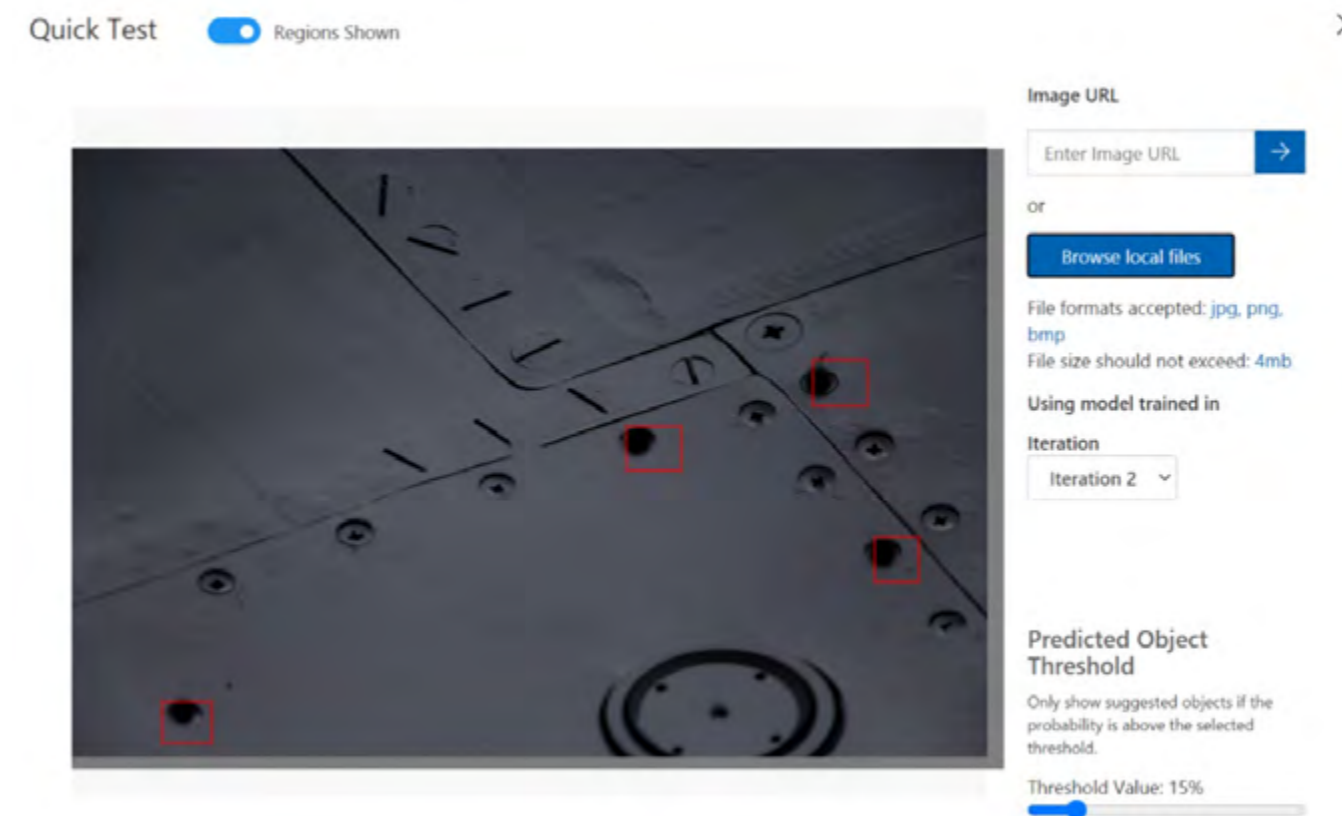 Quick Test
Regions Shown
Image URL
Enter Image URL
or
Browse local files
File formats accepted: jpg, png,
bmp
File size should not exceed: 4mb
Using model trained in
Iteration
Iteration 2
Predicted Object
Threshold
Only show suggested objects if the
probability is above the selected
threshold.
Threshold Value: 15%